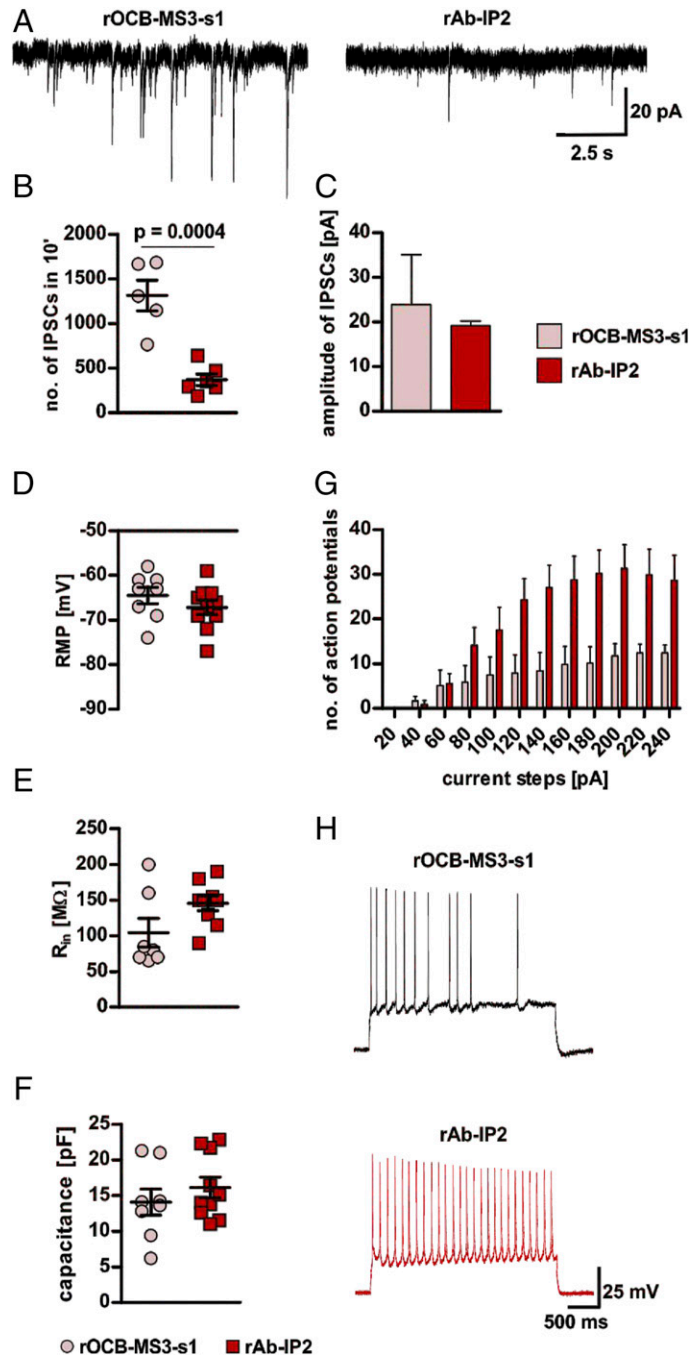 A
rOCB-MS3-s1
rAb-IP2
20 pA
2.5 s
B
no. of IPSCs in 10'
2000
1500
1000
500
0
p = 0.0004
C
amplitude of IPSCs [pA]
40
30
20
10
0
rOCB-MS3-s1
rAb-IP2
D
RMP [mV]
-50
-60
-70
-80
-90
G
no. of action potentials
40
30
20
10
0
20
40
60
80
100
120
140
160
180
200
220
240
current steps [pA]
E
Rin [MΩ]
250
200
150
100
50
0
H
rOCB-MS3-s1
F
capacitance [pF]
25
20
15
10
5
0
rAb-IP2
25 mV
500 ms
rOCB-MS3-s1 rAb-IP2